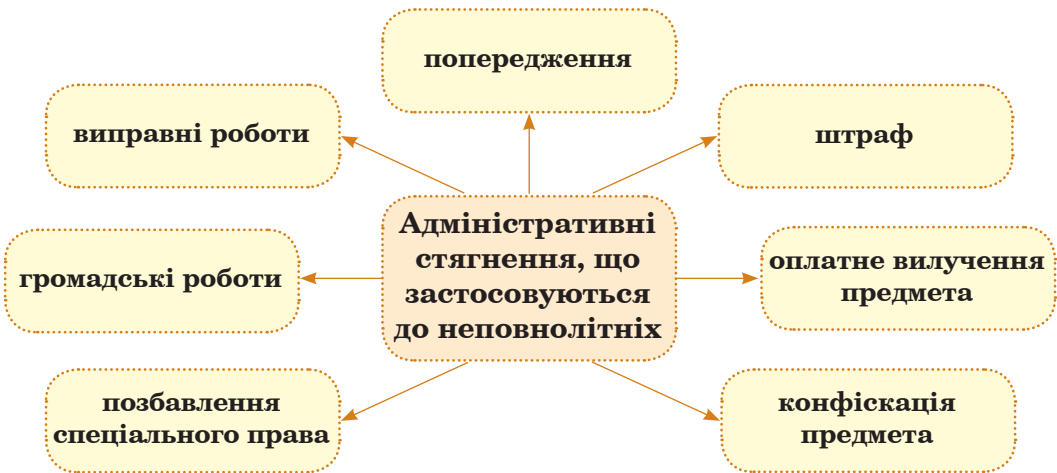 попередження
виправні роботи
штраф
Адміністративні
стягнення, що
застосовуються
до неповнолітніх
громадські роботи
оплатне вилучення
предмета
позбавлення
спеціального права
конфіскація
предмета